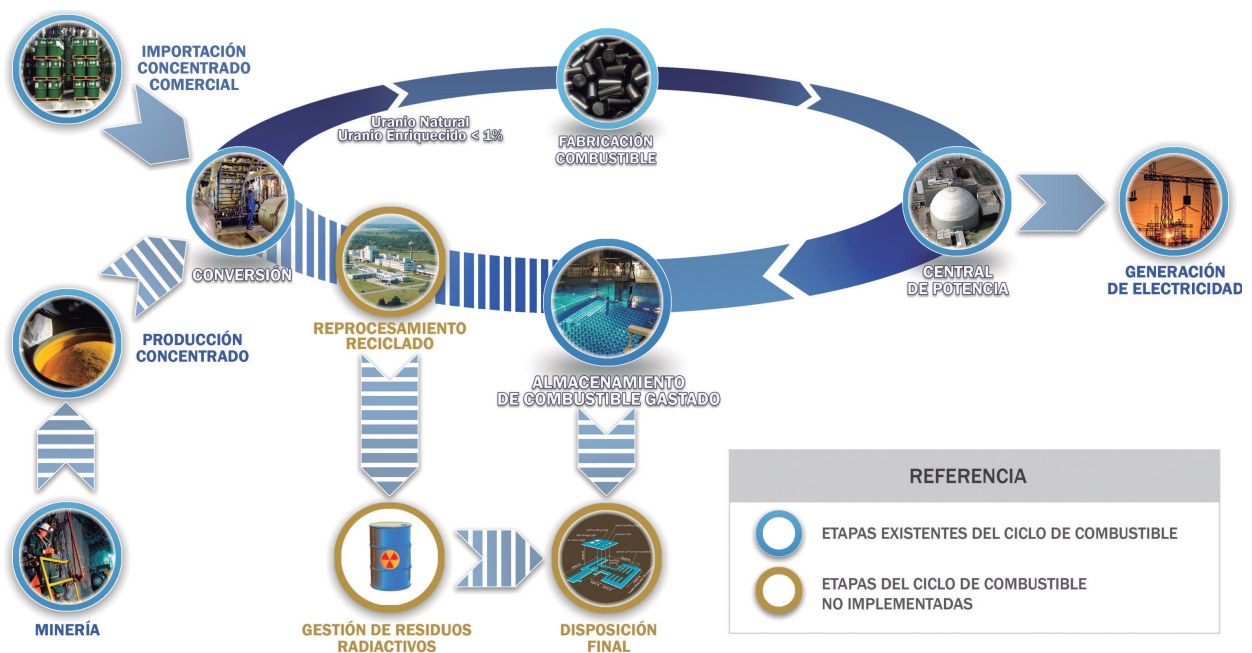 IMPORTACIÓN
CONCENTRADO
COMERCIAL
Uranio Natural
Uranio Enriquecido < 1%
FABRICACIÓN
COMBUSTIBLE
CONVERSIÓN
CENTRAL
DE POTENCIA
GENERACIÓN
DE ELECTRICIDAD
PRODUCCIÓN
CONCENTRADO
REPROCESAMIENTO
RECICLADO
ALMACENAMIENTO
DE COMBUSTIBLE GASTADO
MINERÍA
GESTIÓN DE RESIDUOS
RADIACTIVOS
DISPOSICIÓN
FINAL
REFERENCIA
ETAPAS EXISTENTES DEL CICLO DE COMBUSTIBLE
ETAPAS DEL CICLO DE COMBUSTIBLE
NO IMPLEMENTADAS